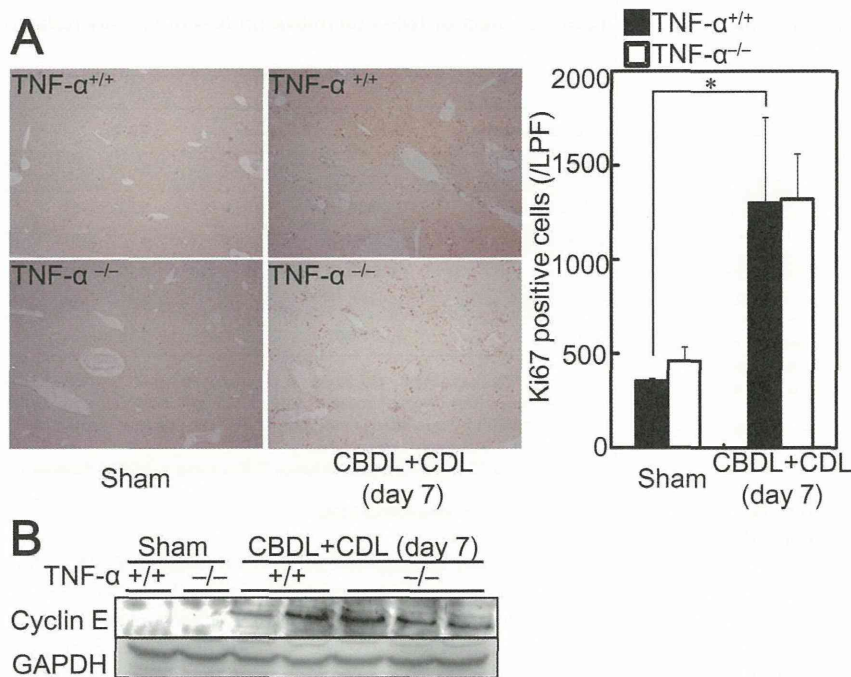 A
TNF-α+/+
TNF-α +/+
TNF-α −/−
TNF-α −/−
Sham
CBDL+CDL
(day 7)
TNF-α+/+
TNF-α−/−
Ki67 positive cells (/LPF)
2000
1500
1000
500
0
*
Sham
CBDL+CDL
(day 7)
B
Sham
CBDL+CDL (day 7)
TNF-α +/+ −/− +/+ −/−
Cyclin E
GAPDH